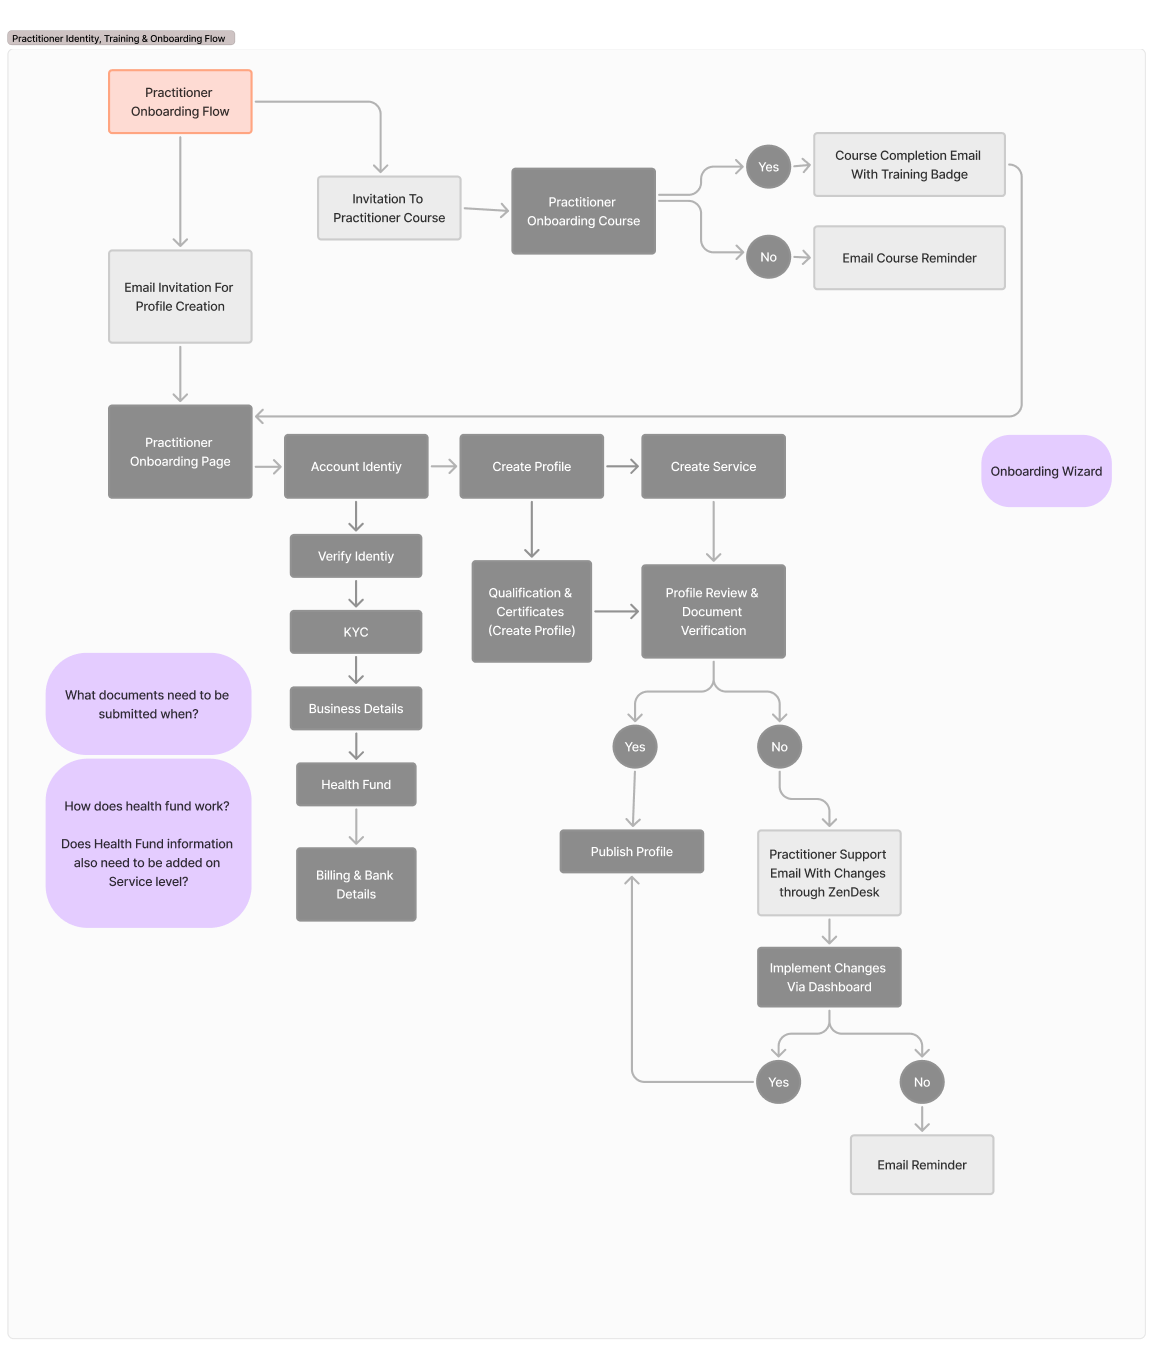 Practitioner Identity, Training & Onboarding Flow
Practitioner
Onboarding Flow
Invitation To
Practitioner Course
Practitioner
Onboarding Course
Yes
Course Completion Email
With Training Badge
No
Email Course Reminder
Email Invitation For
Profile Creation
Practitioner
Onboarding Page
Account Identiy
Create Profile
Create Service
Onboarding Wizard
Verify Identiy
KYC
Business Details
Health Fund
Billing & Bank
Details
Qualification &
Certificates
(Create Profile)
Profile Review &
Document
Verification
What documents need to be
submitted when?
How does health fund work?
Does Health Fund information
also need to be added on
Service level?
Yes
No
Publish Profile
Practitioner Support
Email With Changes
through ZenDesk
Implement Changes
Via Dashboard
Yes
No
Email Reminder